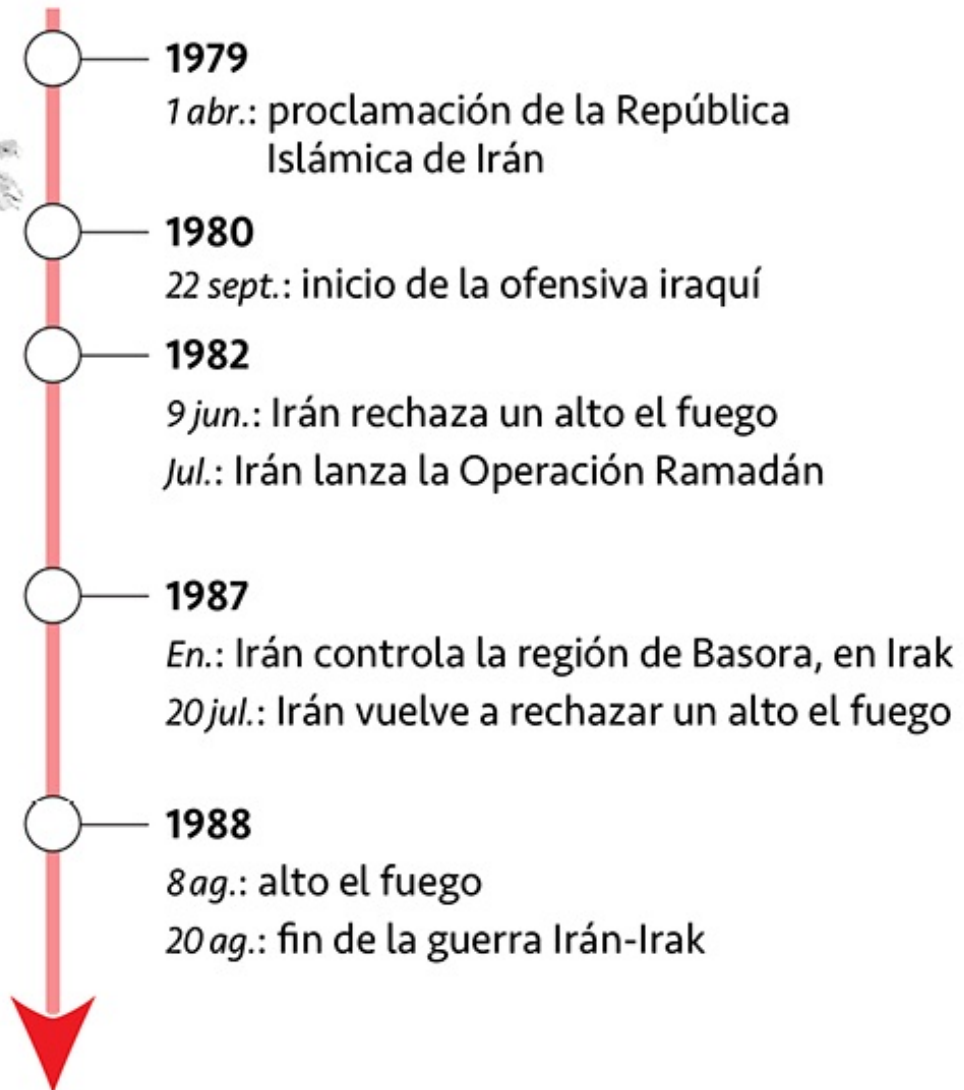 1979
1 abr.: proclamación de la República
Islámica de Irán
1980
22 sept.: inicio de la ofensiva iraquí
1982
9 jun.: Irán rechaza un alto el fuego
Jul.: Irán lanza la Operación Ramadán
1987
En.: Irán controla la región de Basora, en Irak
20 jul.: Irán vuelve a rechazar un alto el fuego
1988
8 ag.: alto el fuego
20 ag.: fin de la guerra Irán-Irak